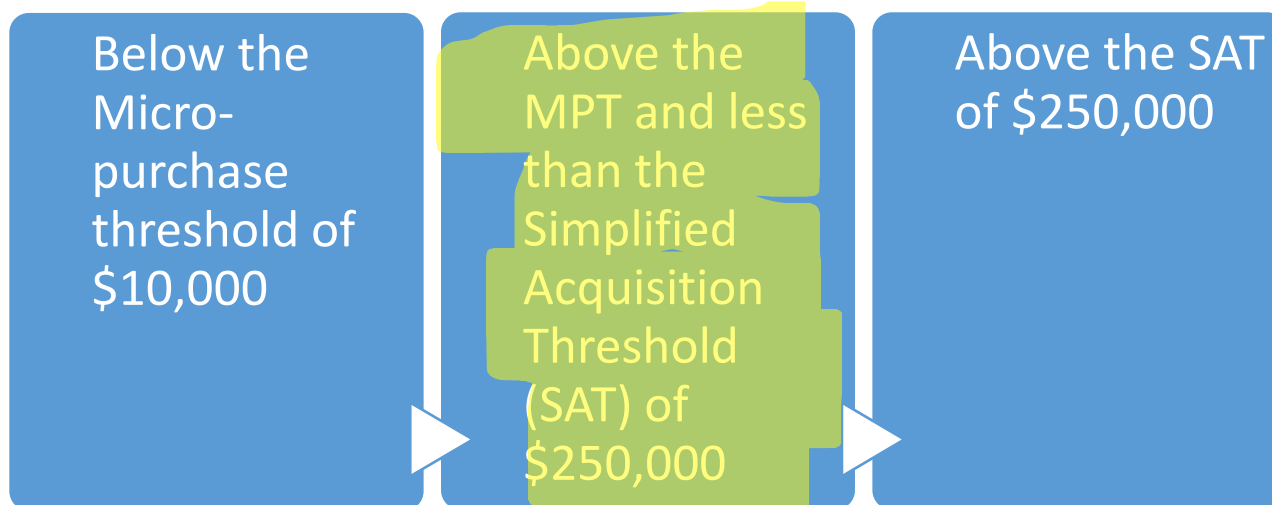 Below the
Micro-
purchase
threshold of
$10,000
Above the
MPT and less
than the
Simplified
Acquisition
Threshold
(SAT) of
$250,000
Above the SAT
of $250,000